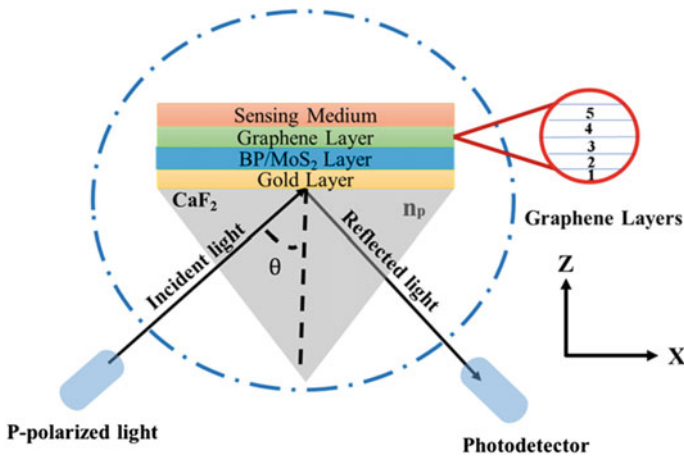 Sensing Medium
Graphene Layer
BP/MoS₂ Layer
Gold Layer
CaF₂
nₚ
Incident light
θ
Reflected light
5
4
3
2
1
Graphene Layers
Z
X
P-polarized light
Photodetector